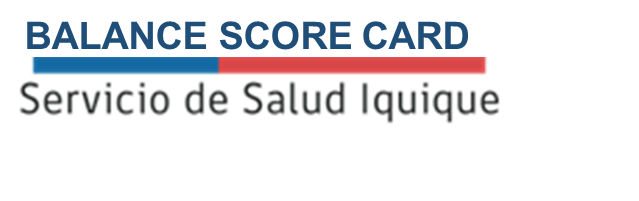 BALANCE SCORE CARD
Servicio de Salud Iquique